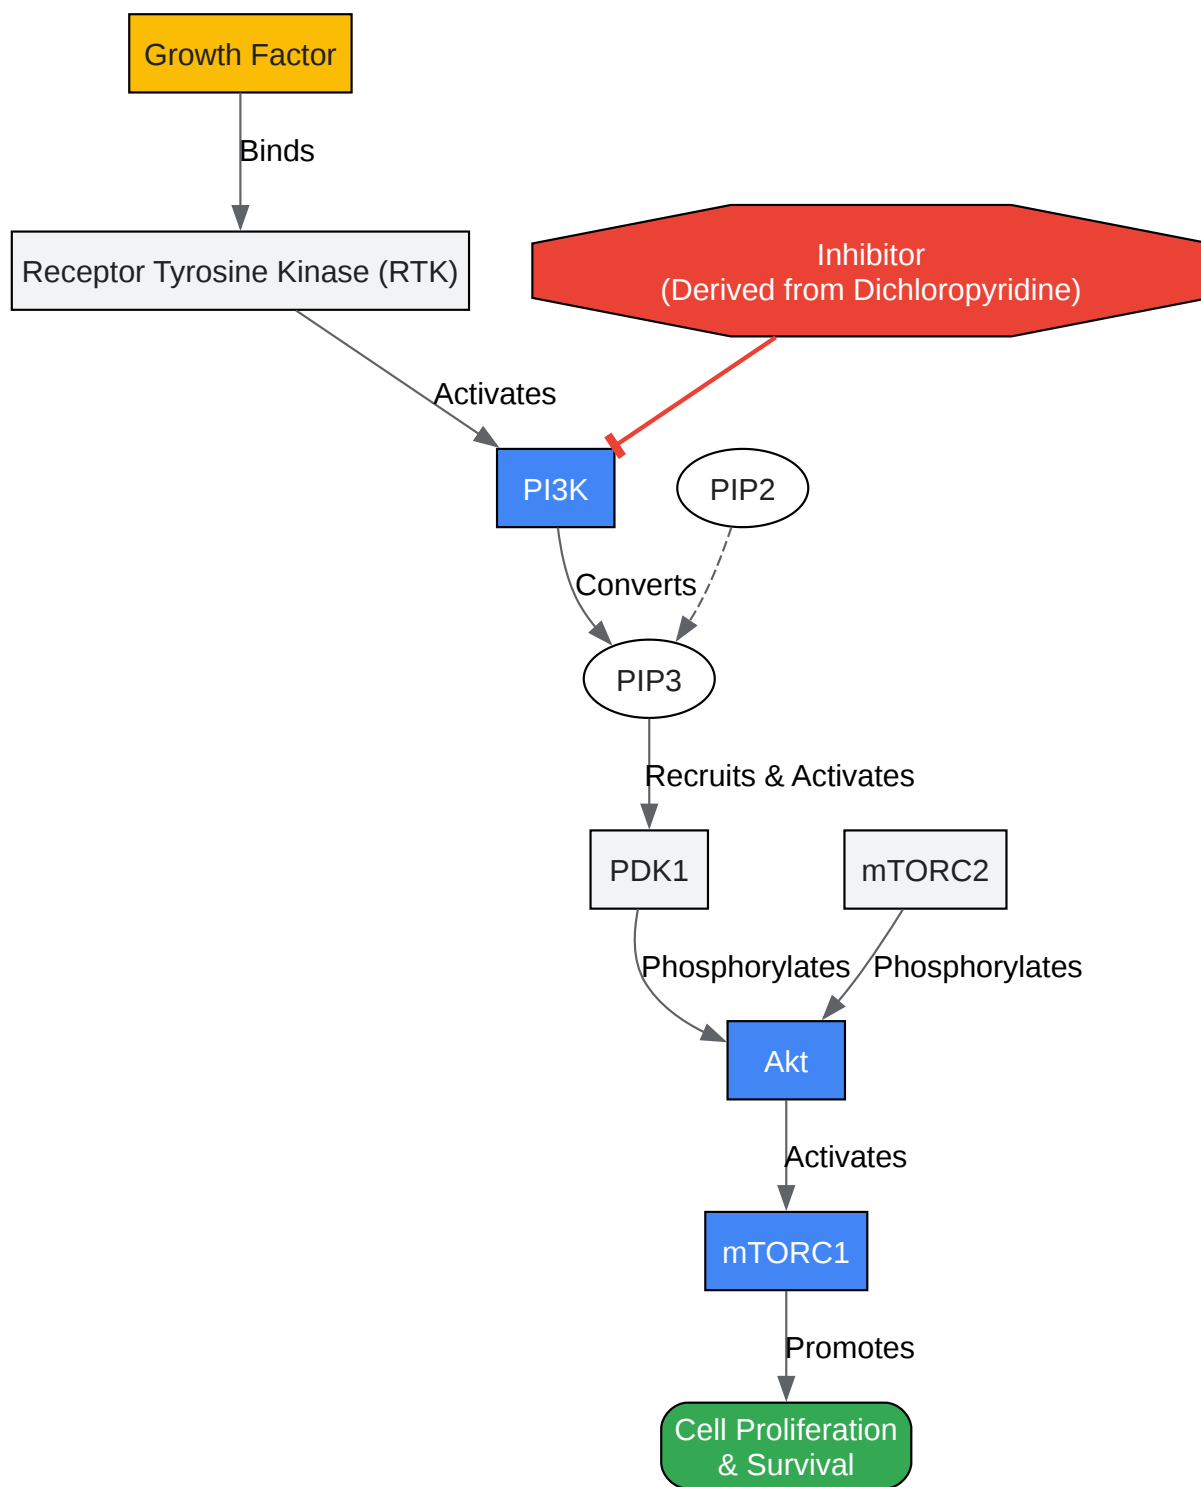 Growth Factor
Binds
Receptor Tyrosine Kinase (RTK)
Inhibitor
(Derived from Dichloropyridine)
Activates
PI3K
PIP2
Converts
PIP3
Recruits & Activates
PDK1
mTORC2
Phosphorylates
Phosphorylates
Akt
Activates
mTORC1
Promotes
Cell Proliferation
& Survival